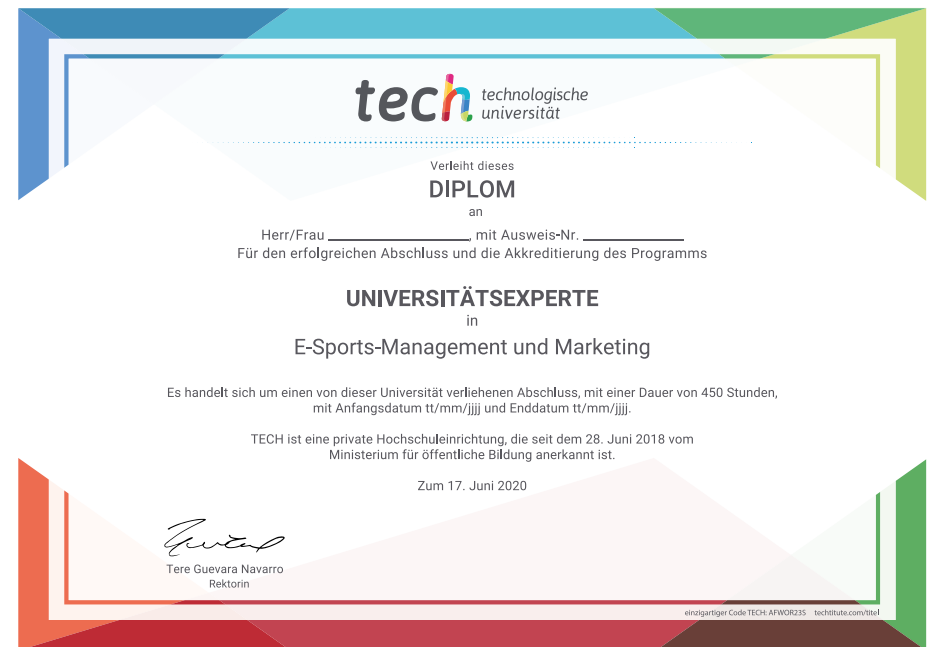 tech technologische
universität
Verleiht dieses
DIPLOM
an
Herr/Frau ____________, mit Ausweis-Nr. ____________
Für den erfolgreichen Abschluss und die Akkreditierung des Programms
UNIVERSITÄTSEXPERTE
in
E-Sports-Management und Marketing
Es handelt sich um einen von dieser Universität verliehenen Abschluss, mit einer Dauer von 450 Stunden,
mit Anfangsdatum tt/mm/jjjj und Enddatum tt/mm/jjjj.
TECH ist eine private Hochschuleinrichtung, die seit dem 28. Juni 2018 vom
Ministerium für öffentliche Bildung anerkannt ist.
Zum 17. Juni 2020
Tere Guevara Navarro
Rektorin
einzigartiger Code TECH: AFWOR23S techtitute.com/titel